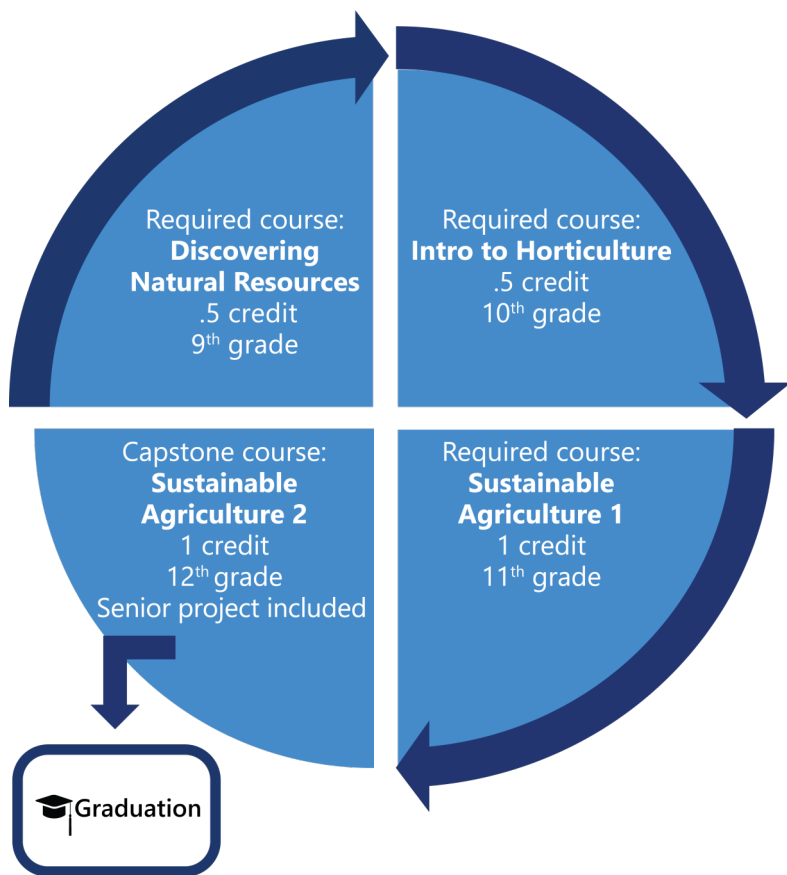 Required course:
Discovering
Natural Resources
.5 credit
9th grade
Required course:
Intro to Horticulture
.5 credit
10th grade
Required course:
Sustainable
Agriculture 1
1 credit
11th grade
Capstone course:
Sustainable
Agriculture 2
1 credit
12th grade
Senior project included
Graduation